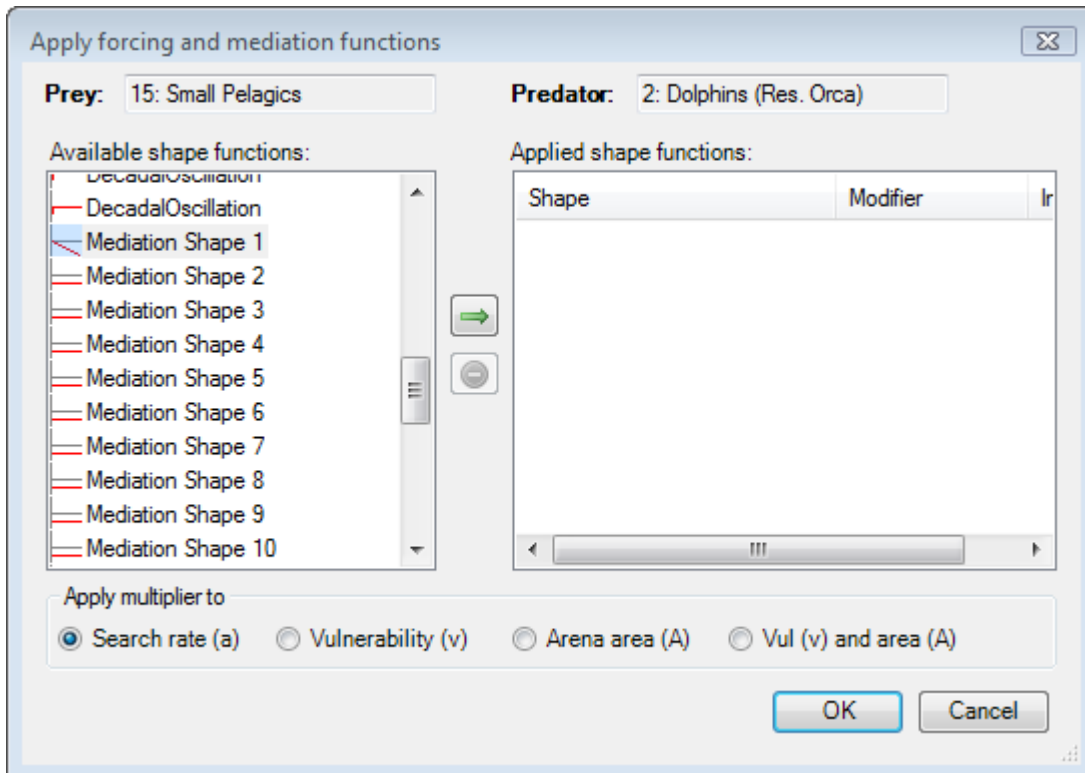 Apply forcing and mediation functions
Prey: 15: Small Pelagics Predator: 2: Dolphins (Res. Orca)
Available shape functions: Applied shape functions:
Shape Modifier
DecadalOscillation
DecadalOscillation
Mediation Shape 1
Mediation Shape 2
Mediation Shape 3
Mediation Shape 4
Mediation Shape 5
Mediation Shape 6
Mediation Shape 7
Mediation Shape 8
Mediation Shape 9
Mediation Shape 10
Apply multiplier to
Search rate (a) Vulnerability (v) Arena area (A) Vul (v) and area (A)
OK Cancel